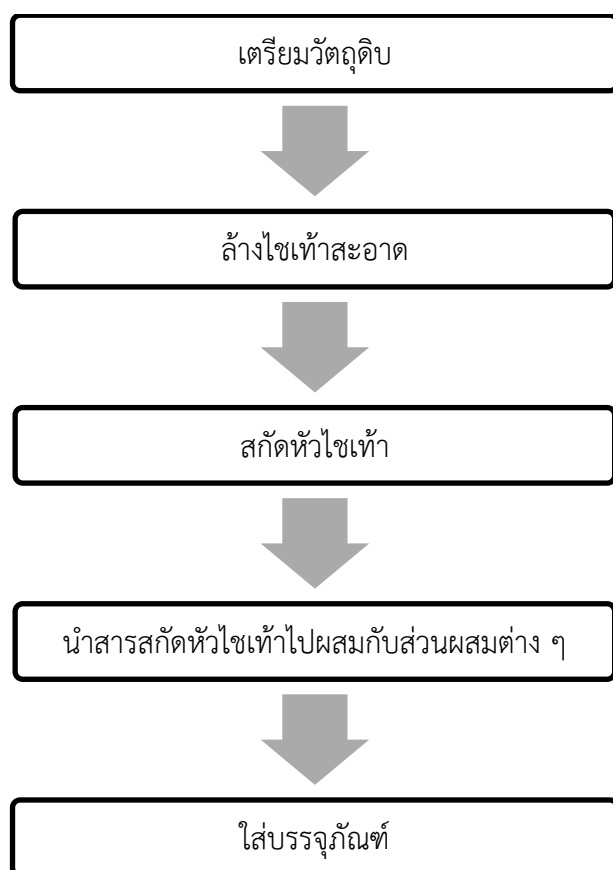 เตรียมวัตถุดิบ
ล้างไชเท้าสะอาด
สกัดหัวไชเท้า
นำสารสกัดหัวไชเท้าไปผสมกับส่วนผสมต่าง ๆ
ใส่บรรจุภัณฑ์